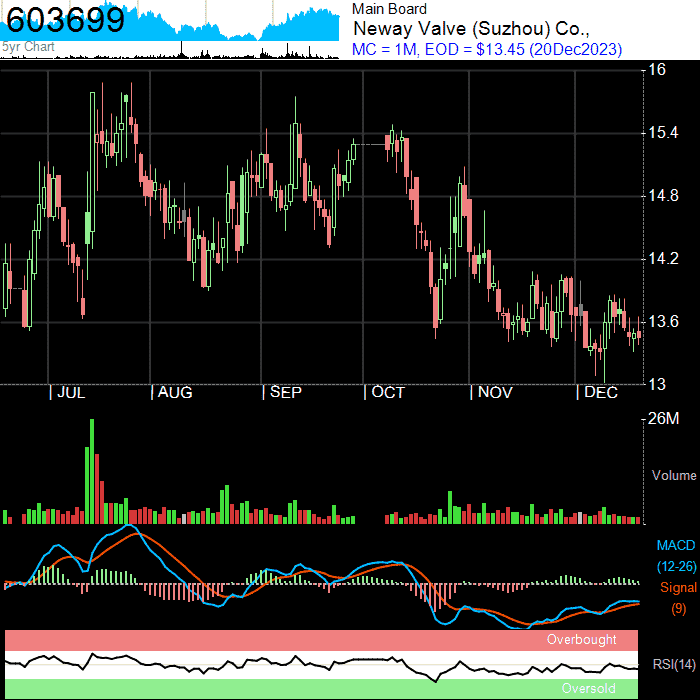 603699
5yr Chart
Main Board
Neway Valve (Suzhou) Co.,
MC = 1M, EOD = $13.45 (20Dec2023)
16
15.4
14.8
14.2
13.6
13
JUL AUG SEP OCT NOV DEC
26M
Volume
MACD
(12-26)
Signal
(9)
Overbought
RSI(14)
Oversold